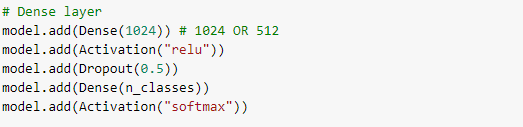 # Dense layer
model.add(Dense(1024)) # 1024 OR 512
model.add(Activation("relu"))
model.add(Dropout(0.5))
model.add(Dense(n_classes))
model.add(Activation("softmax"))